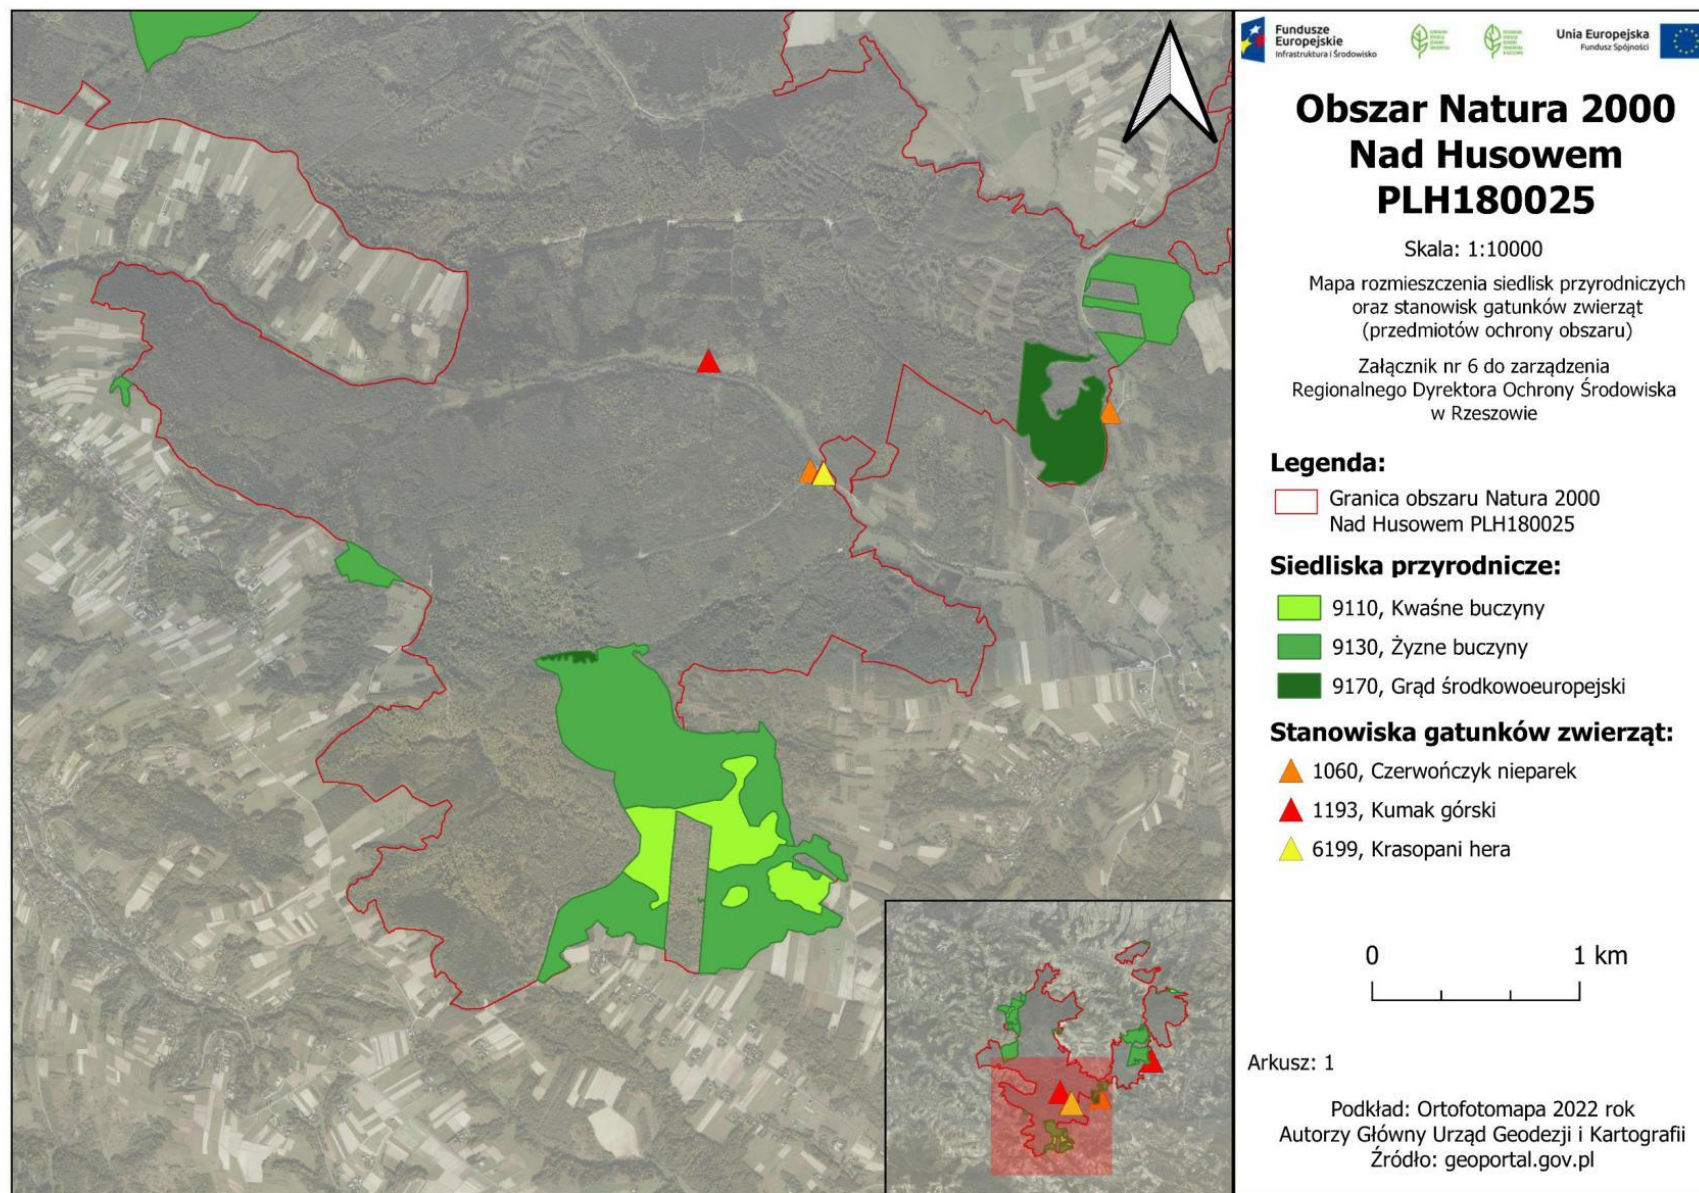 Fundusze
Europejskie
Infrastruktura i Środowisko
Unia Europejska
Fundusz Spójności
Obszar Natura 2000
Nad Husowem
PLH180025
Skala: 1:10000
Mapa rozmieszczenia siedlisk przyrodniczych
oraz stanowisk gatunków zwierząt
(przedmiotów ochrony obszaru)
Załącznik nr 6 do zarządzenia
Regionalnego Dyrektora Ochrony Środowiska
w Rzeszowie
Legenda:
Granica obszaru Natura 2000
Nad Husowem PLH180025
Siedliska przyrodnicze:
9110, Kwaśne buczyny
9130, Żyzne buczyny
9170, Grąd środkowoeuropejski
Stanowiska gatunków zwierząt:
1060, Czerwończyk nieparek
1193, Kumak górski
6199, Krasopani hera
0 1 km
Arkusz: 1
Podkład: Ortofotomapa 2022 rok
Autorzy Główny Urząd Geodezji i Kartografii
Źródło: geoportal.gov.pl